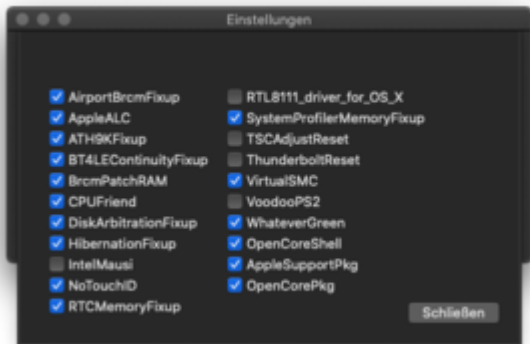 Einstellungen
AirportBrcmFixup
AppleALC
ATH9KFixup
BT4LEContinuityFixup
BrcmPatchRAM
CPUFriend
DiskArbitrationFixup
HibernationFixup
IntelMausi
NoTouchID
RTCMemoryFixup
RTL8111_driver_for_OS_X
SystemProfilerMemoryFixup
TSCAdjustReset
ThunderboltReset
VirtualSMC
VoodooPS2
WhateverGreen
OpenCoreShell
AppleSupportPkg
OpenCorePkg
Schließen